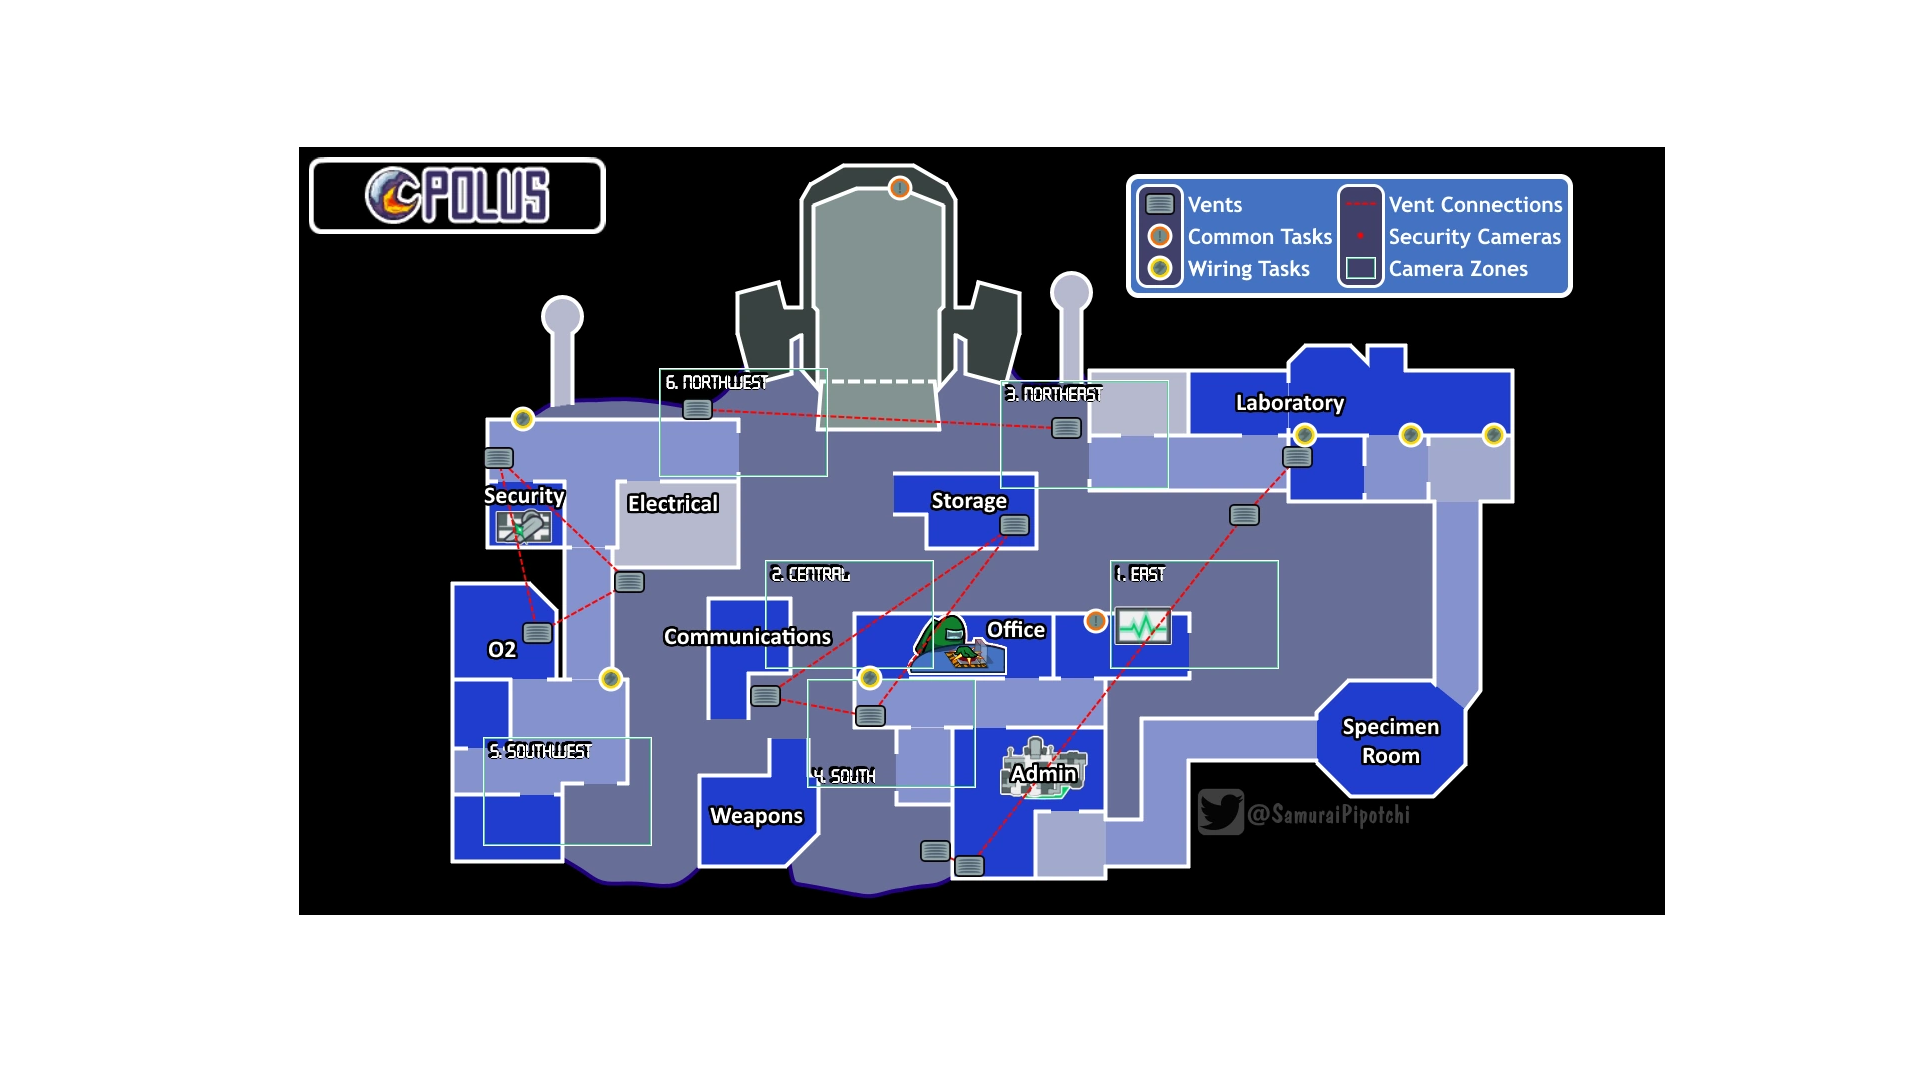 POLUS
Vents
Vent Connections
Common Tasks
Security Cameras
Wiring Tasks
Camera Zones
6. NORTHWEST
3. NORTHEAST
Laboratory
Security
Electrical
Storage
2. CENTRAL
1. EAST
O2
Communications
Office
5. SOUTHWEST
4. SOUTH
Admin
Specimen
Room
Weapons
@SamuraiPipotchi